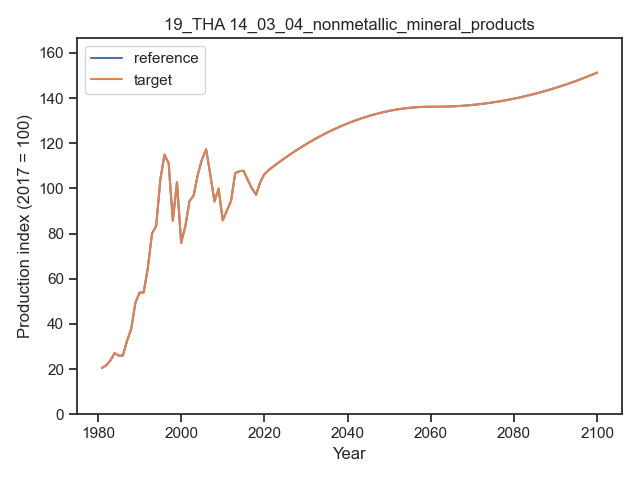 19_THA 14_03_04_nonmetallic_mineral_products
reference
target
Production index (2017 = 100)
160
140
120
100
80
60
40
20
0
1980 2000 2020 2040 2060 2080 2100
Year